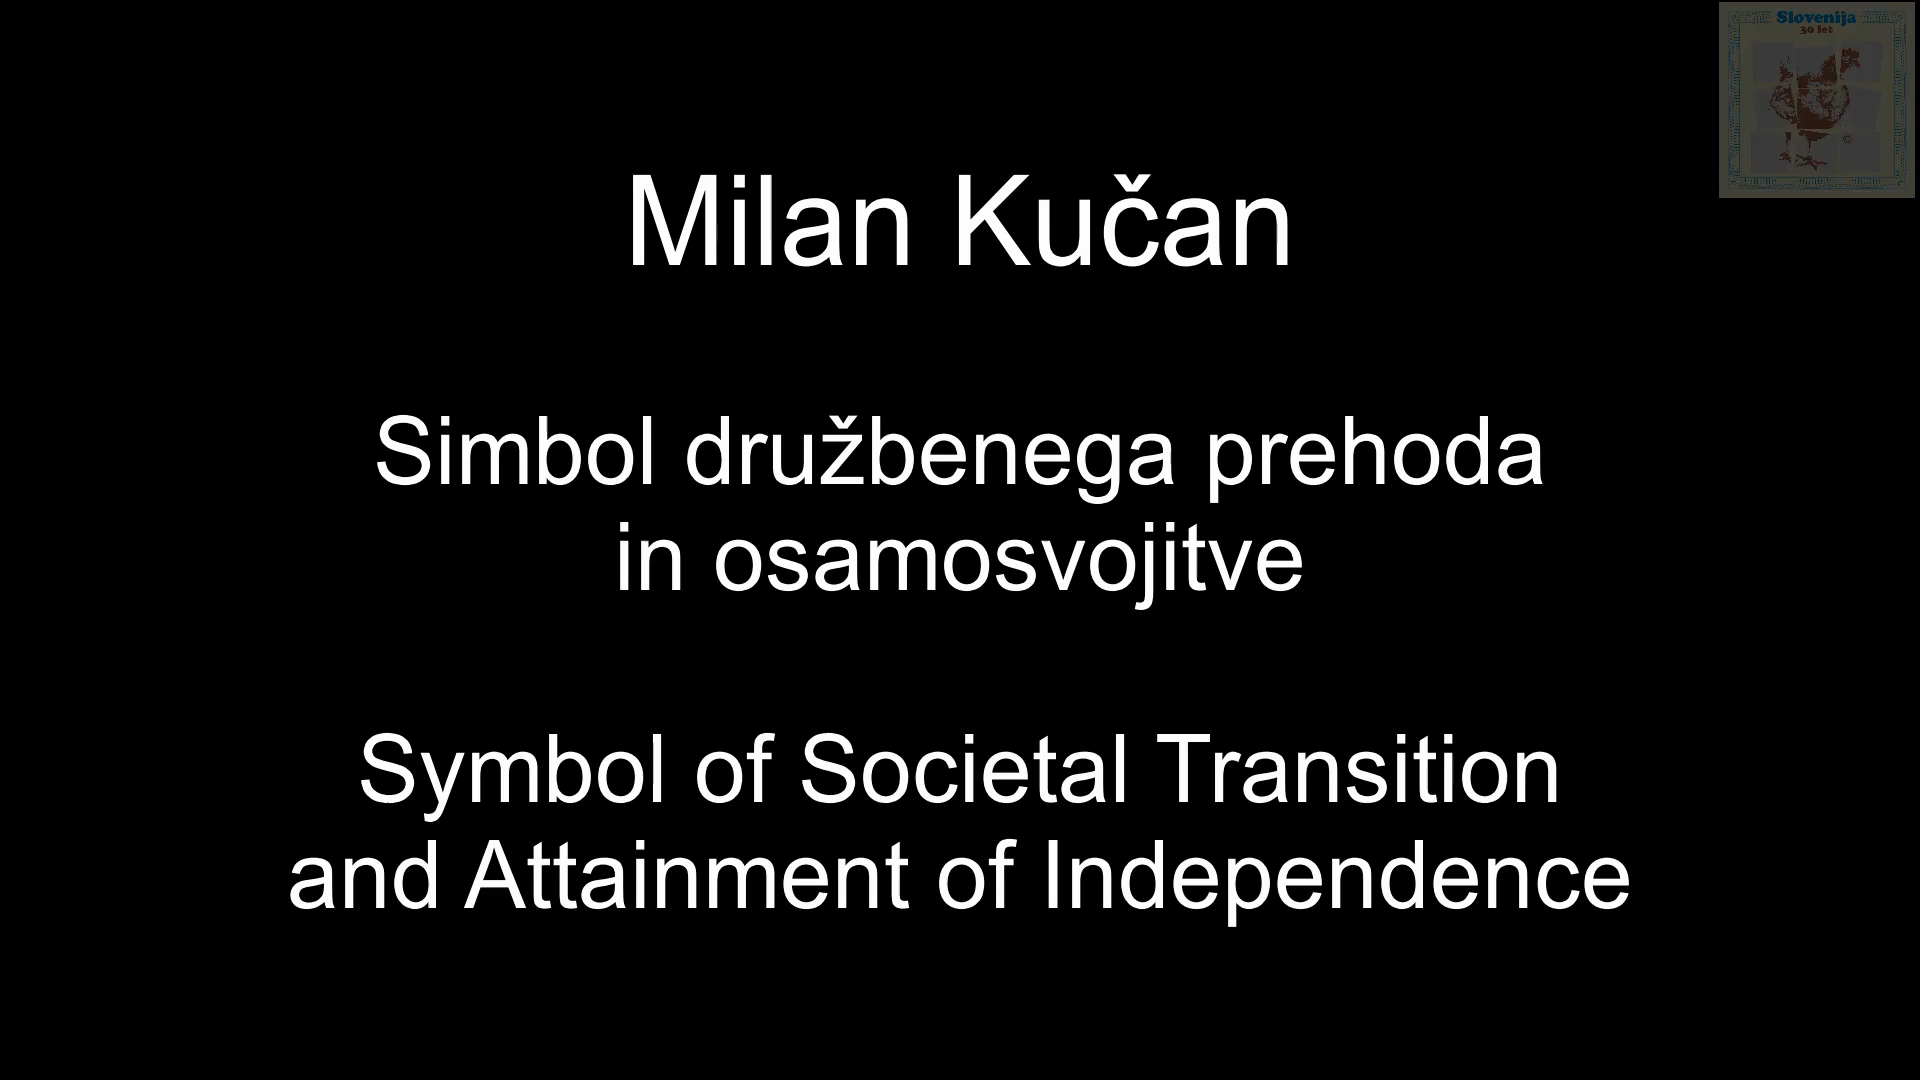 Slovenija
30 let
Milan Kučan
Simbol družbenega prehoda
in osamosvojitve
Symbol of Societal Transition
and Attainment of Independence